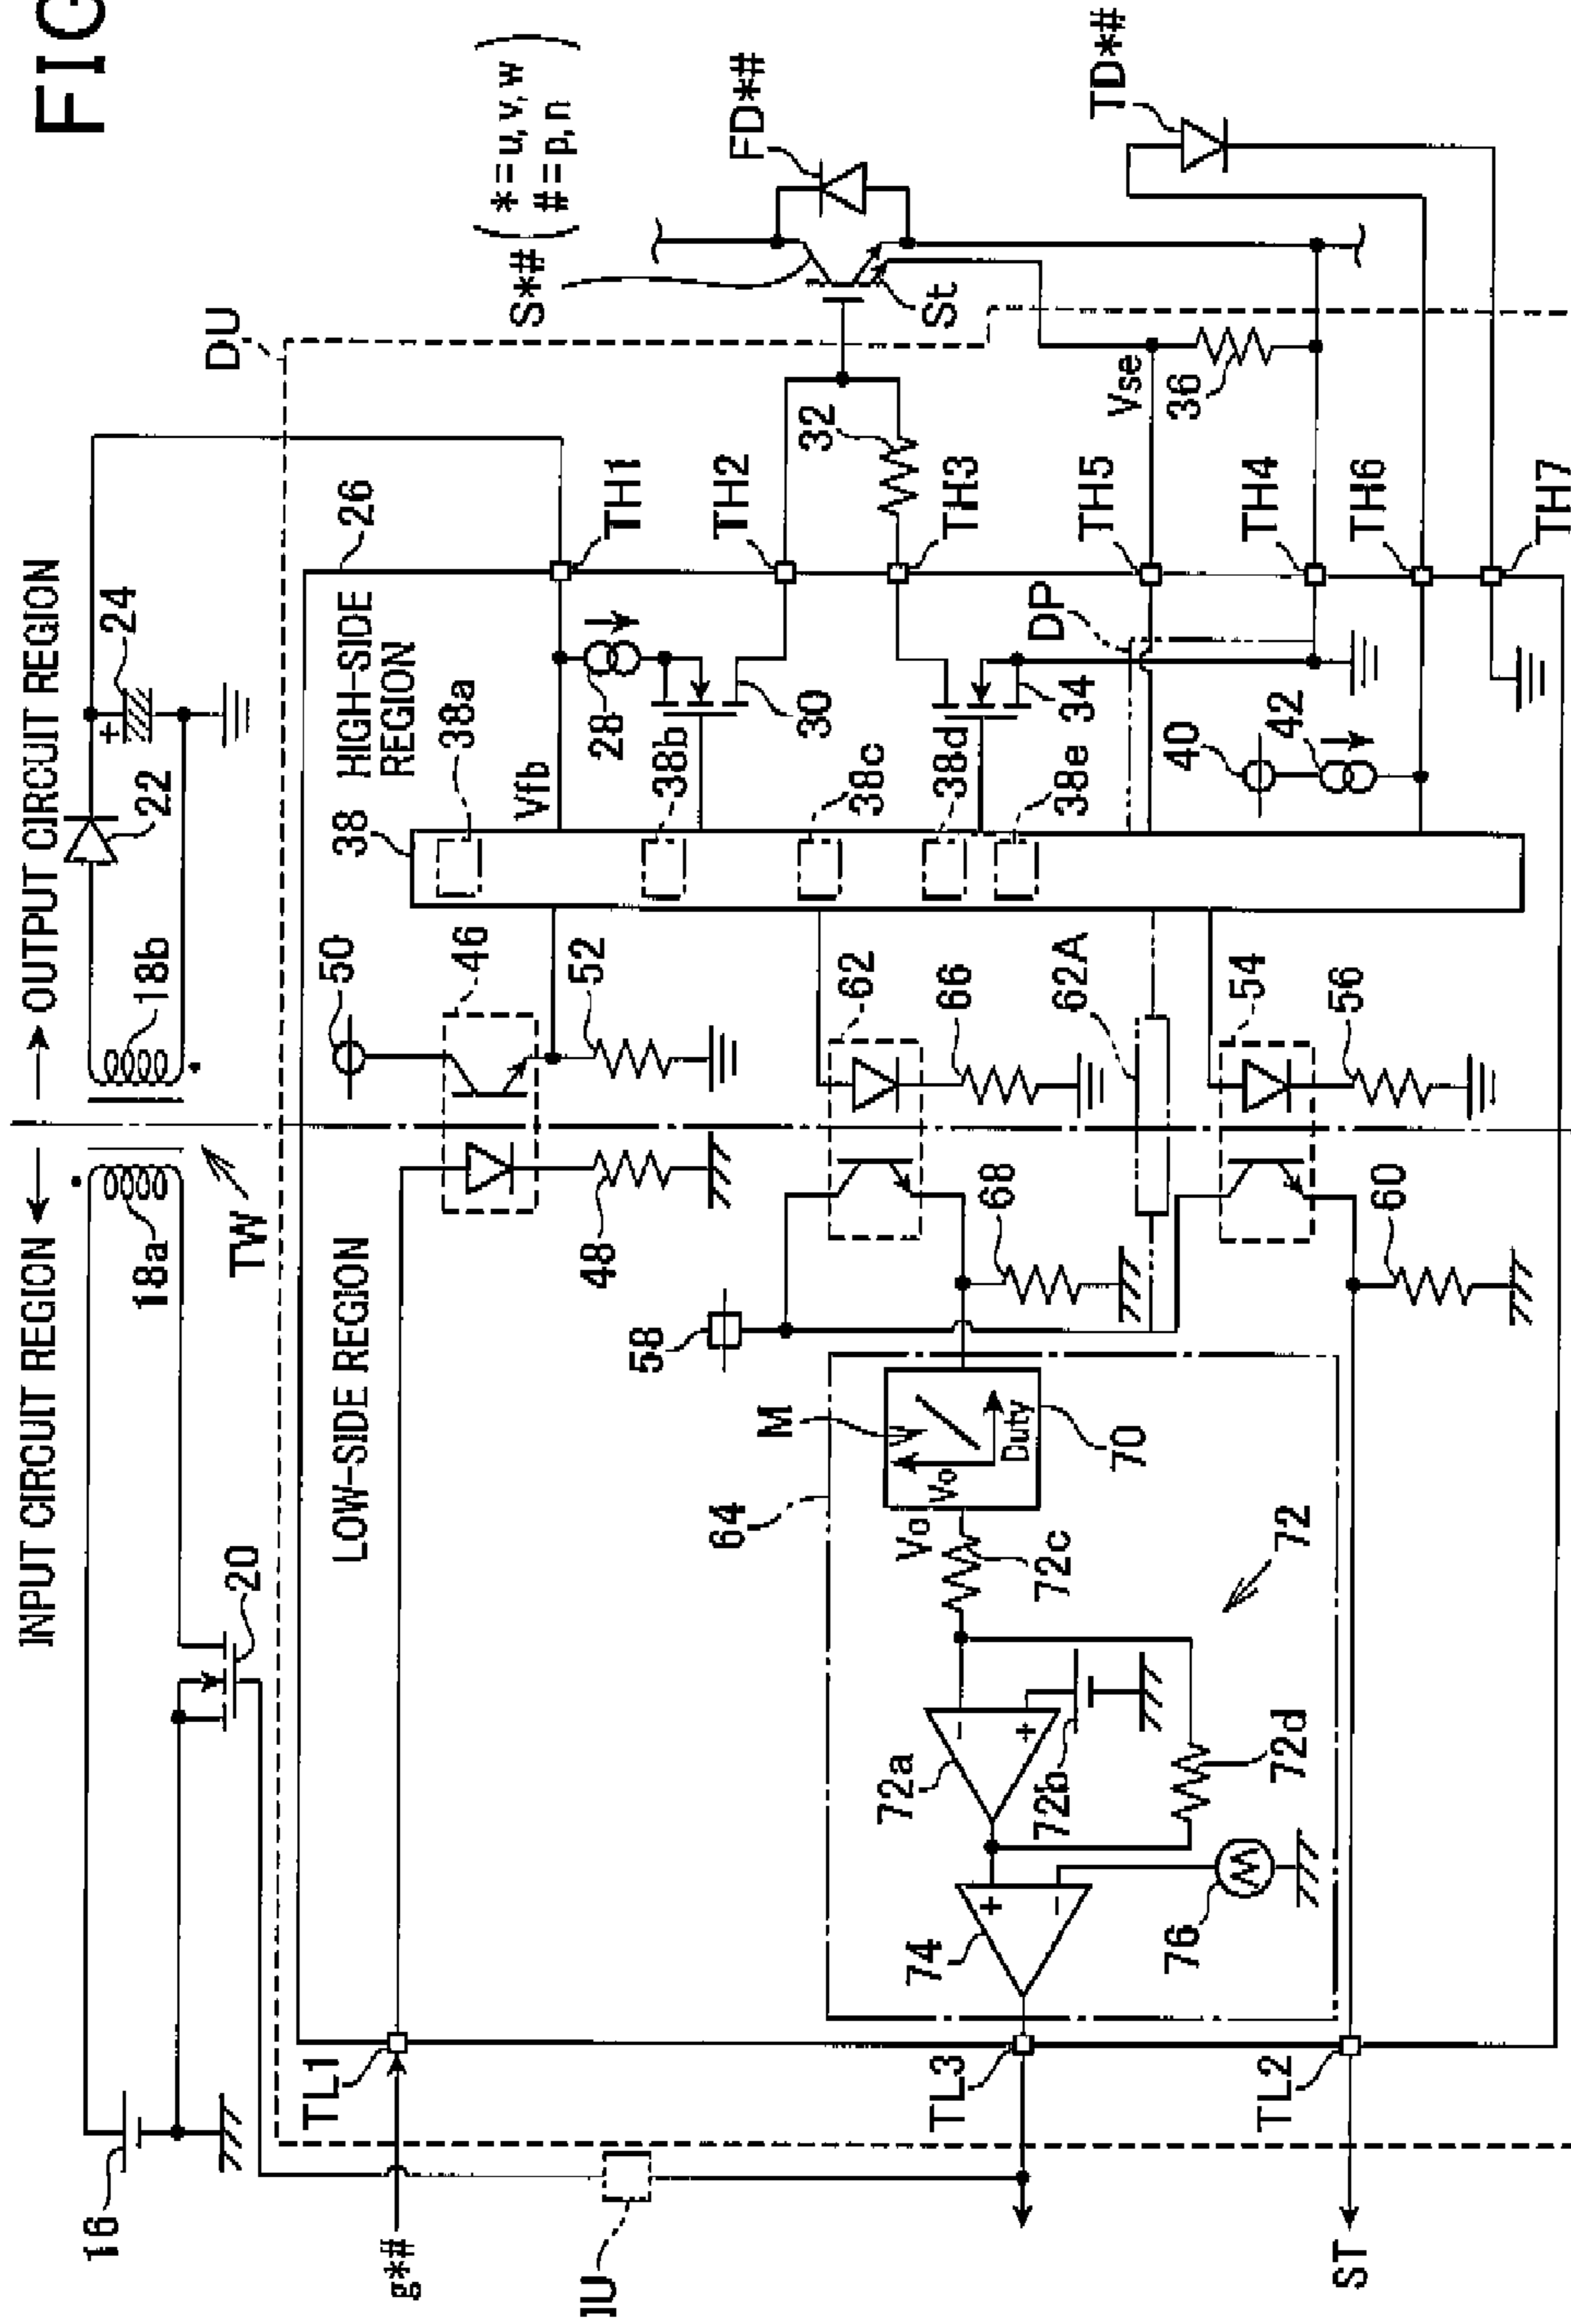 FIG
INPUT CIRCUIT REGION
OUTPUT CIRCUIT REGION
16
18a
18b
TW
20
22
24
DU
S*# ( *=u,v,w
#=p,n )
FD*#
TD*#
St
26
LOW-SIDE REGION
HIGH-SIDE
REGION
g*#
IU
TL1
TL3
TL2
ST
TH1
TH2
TH3
TH5
TH4
TH6
TH7
Vfb
28
30
32
34
36
Vse
DP
38
38a
38b
38c
38d
38e
40
42
46
48
50
52
54
56
58
60
62
62A
64
66
68
M
Vo
Duty
70
Vo
72
72a
72b
72c
72d
74
76
+
-
+
+
-
W